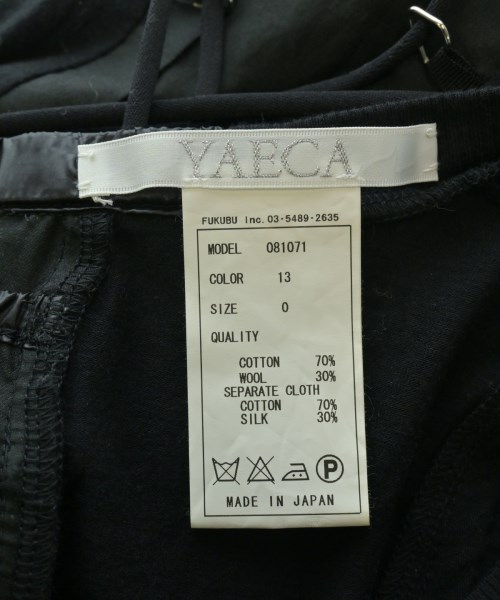 YAECA
FUKUBU Inc. 03-5489-2635
MODEL 081071
COLOR 13
SIZE 0
QUALITY
COTTON 70%
WOOL 30%
SEPARATE CLOTH
COTTON 70%
SILK 30%
P
MADE IN JAPAN